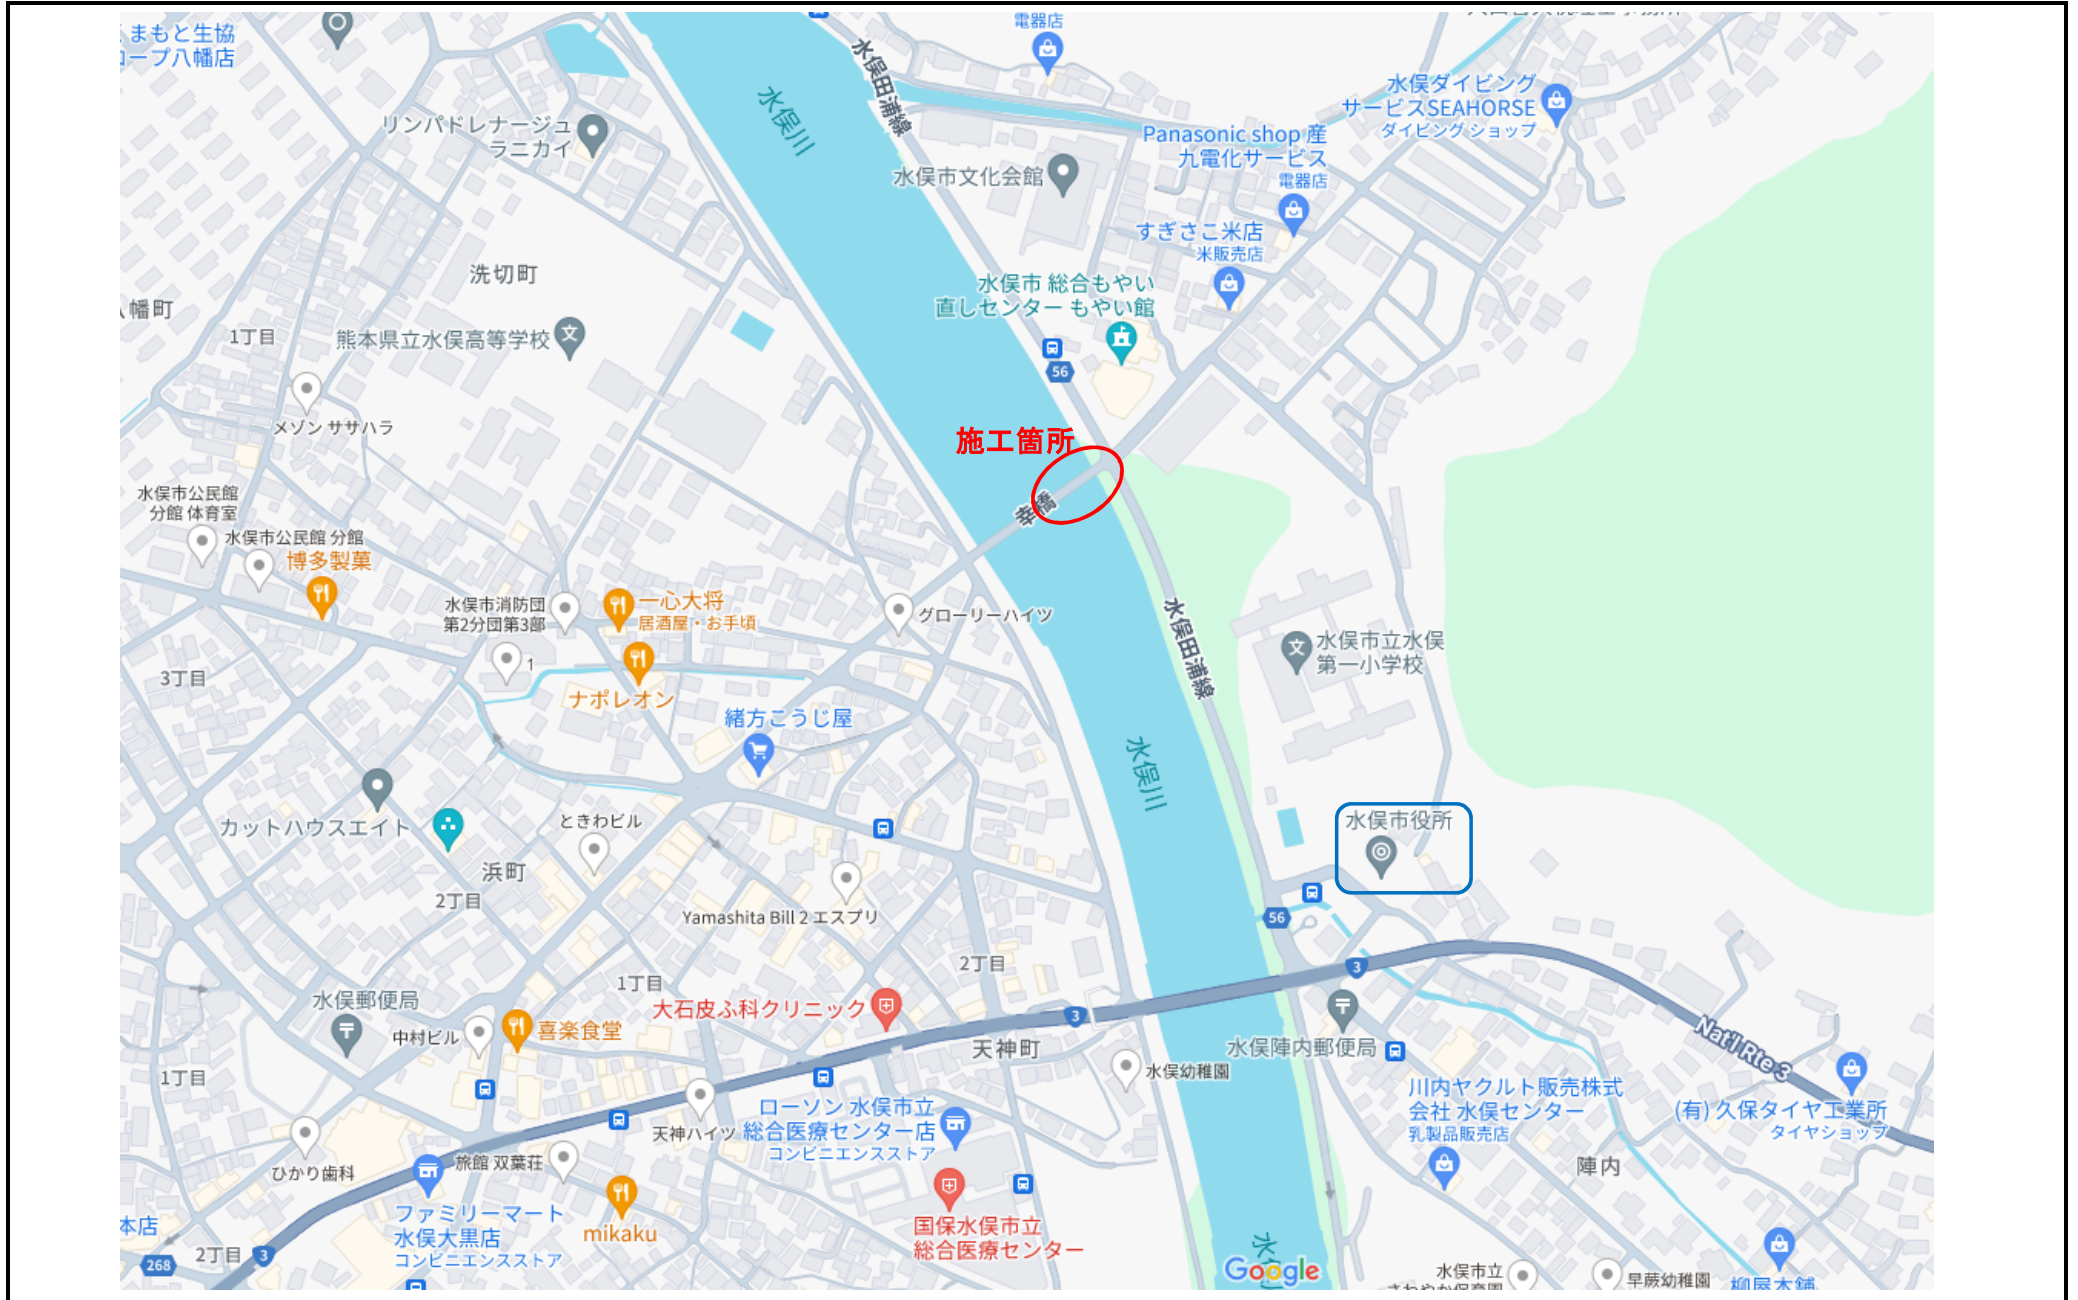 くまもと生協
コープ八幡店
電器店
水俣田浦線
水俣川
水俣ダイビング
サービスSEAHORSE
ダイビング ショップ
リンパドレナージュ
ラニカイ
Panasonic shop 産
九電化サービス
電器店
水俣市文化会館
すぎさこ米店
米販売店
洗切町
水俣市 総合もやい
直しセンター もやい館
八幡町
1丁目
熊本県立水俣高等学校
56
メゾン ササハラ
施工箇所
幸橋
水俣市公民館
分館 体育室
水俣市公民館 分館
博多製菓
水俣市消防団
第2分団第3部
一心大将
居酒屋・お手頃
グローリーハイツ
水俣田浦線
水俣市立水俣
第一小学校
1
3丁目
ナポレオン
緒方こうじ屋
水俣川
カットハウスエイト
ときわビル
水俣市役所
浜町
2丁目
Yamashita Bill 2 エスプリ
56
2丁目
1丁目
3
水俣郵便局
大石皮ふ科クリニック
3
中村ビル
喜楽食堂
天神町
水俣陣内郵便局
Nat'l Rte 3
1丁目
水俣幼稚園
川内ヤクルト販売株式
会社 水俣センター
乳製品販売店
(有) 久保タイヤ工業所
タイヤショップ
天神ハイツ
ローソン 水俣市立
総合医療センター店
コンビニエンスストア
ひかり歯科
旅館 双葉荘
陣内
本店
ファミリーマート
水俣大黒店
コンビニエンスストア
mikaku
国保水俣市立
総合医療センター
2丁目
3
268
Google
水俣市立
さわやか保育園
早蕨幼稚園
柳屋本舗